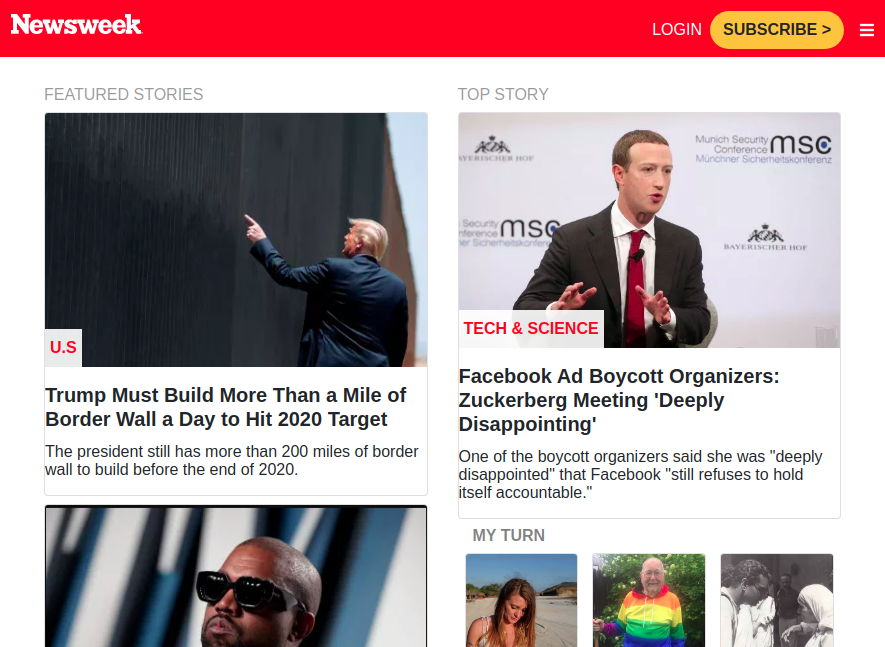 Newsweek
LOGIN
SUBSCRIBE >
FEATURED STORIES
U.S
Trump Must Build More Than a Mile of
Border Wall a Day to Hit 2020 Target
The president still has more than 200 miles of border
wall to build before the end of 2020.
TOP STORY
BAYERISCHER HOF
Munich Security
Conference
Münchner Sicherheitskonferenz
msc
Security
nference
er Sicherheitskonferen
msc
BAYERISCHER HOF
TECH & SCIENCE
Facebook Ad Boycott Organizers:
Zuckerberg Meeting 'Deeply
Disappointing'
One of the boycott organizers said she was "deeply
disappointed" that Facebook "still refuses to hold
itself accountable."
MY TURN